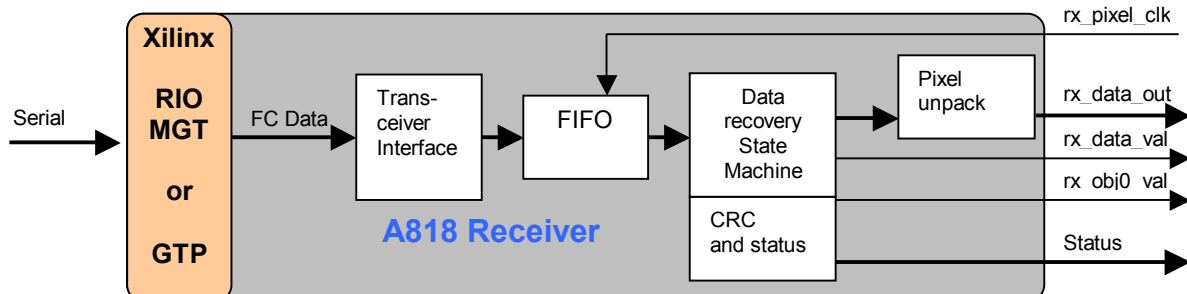 Xilinx
RIO
MGT
or
GTP
Serial
FC Data
Trans-
ceiver
Interface
FIFO
Data
recovery
State
Machine
CRC
and status
Pixel
unpack
A818 Receiver
rx_pixel_clk
rx_data_out
rx_data_val
rx_obj0_val
Status